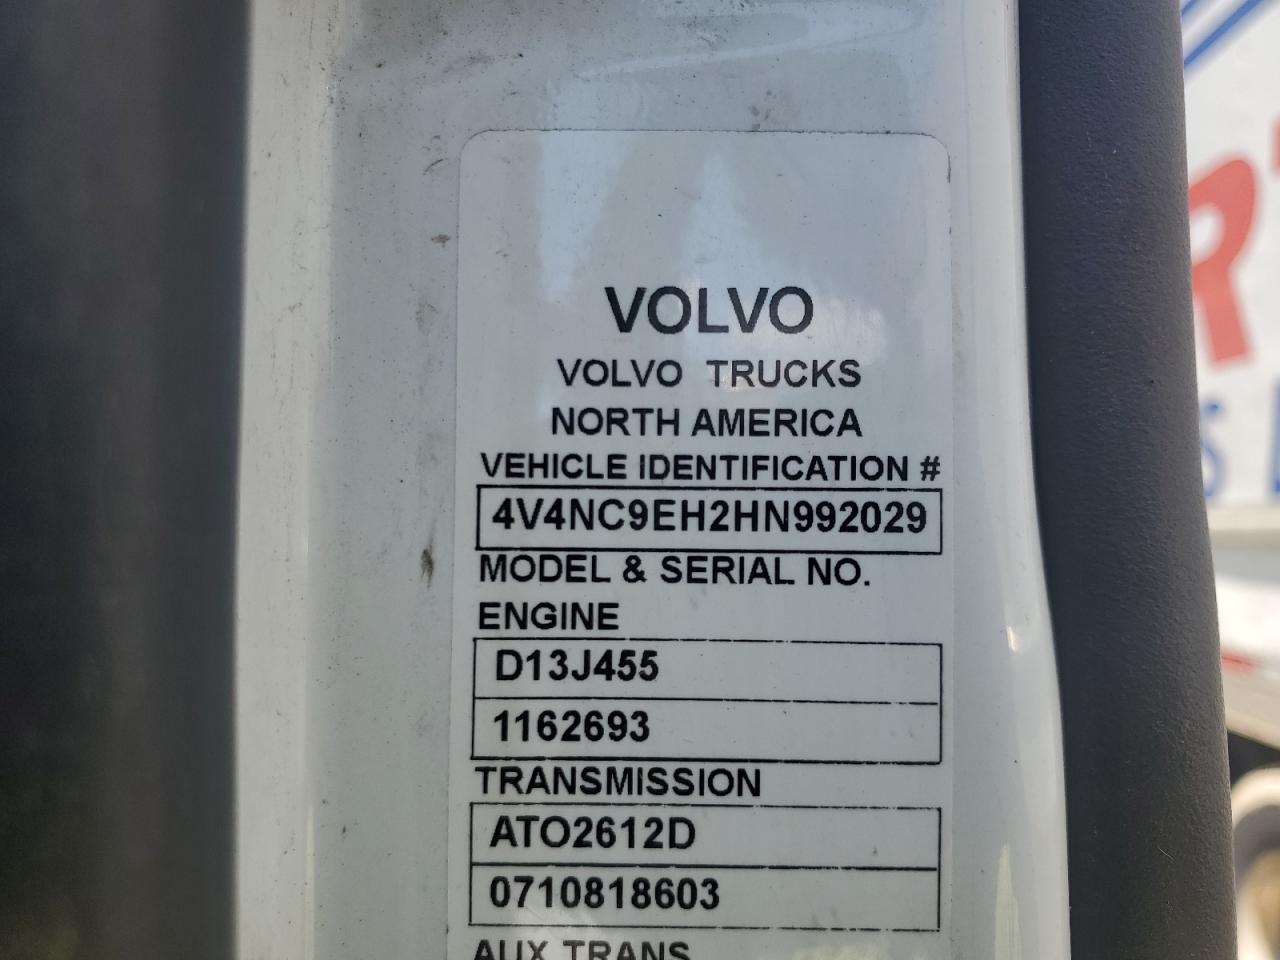 VOLVO
VOLVO TRUCKS
NORTH AMERICA
VEHICLE IDENTIFICATION #
4V4NC9EH2HN992029
MODEL & SERIAL NO.
ENGINE
D13J455
1162693
TRANSMISSION
ATO2612D
0710818603
AUX TRANS